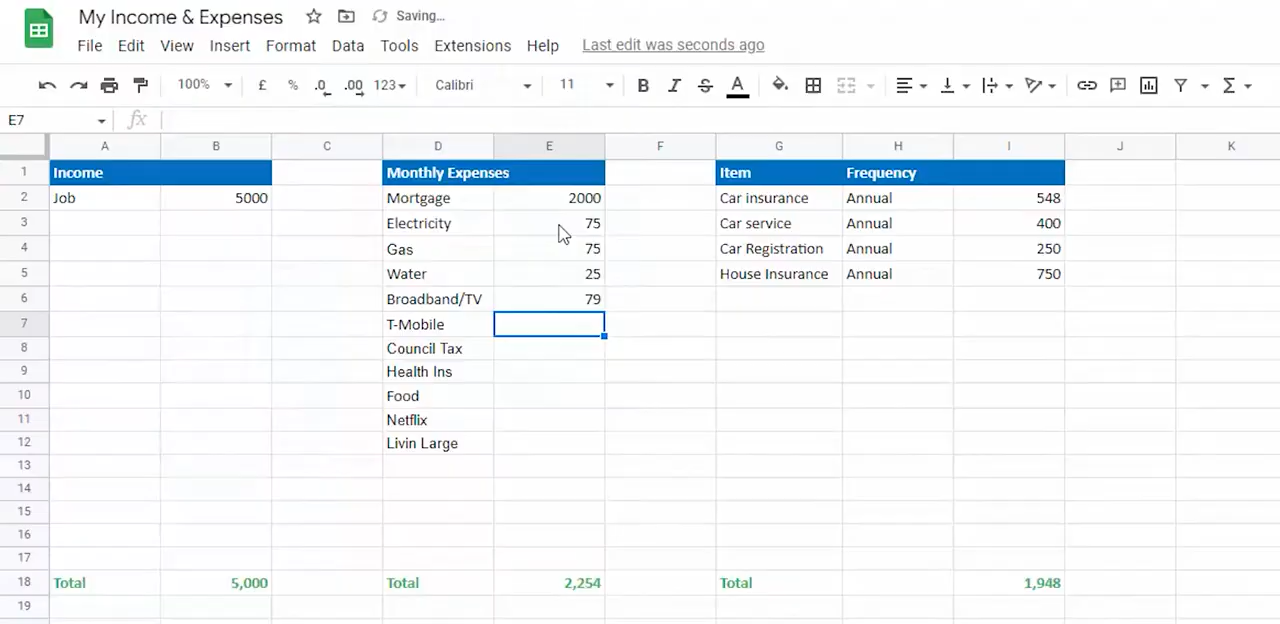 My Income & Expenses Saving...
File Edit View Insert Format Data Tools Extensions Help Last edit was seconds ago
100% £ % .0 .00 123 Calibri 11 B I S A Σ
E7 fx
A B C D E F G H I J K
1 Income Monthly Expenses Item Frequency
2 Job 5000 Mortgage 2000 Car insurance Annual 548
3 Electricity 75 Car service Annual 400
4 Gas 75 Car Registration Annual 250
5 Water 25 House Insurance Annual 750
6 Broadband/TV 79
7 T-Mobile
8 Council Tax
9 Health Ins
10 Food
11 Netflix
12 Livin Large
13
14
15
16
17
18 Total 5,000 Total 2,254 Total 1,948
19